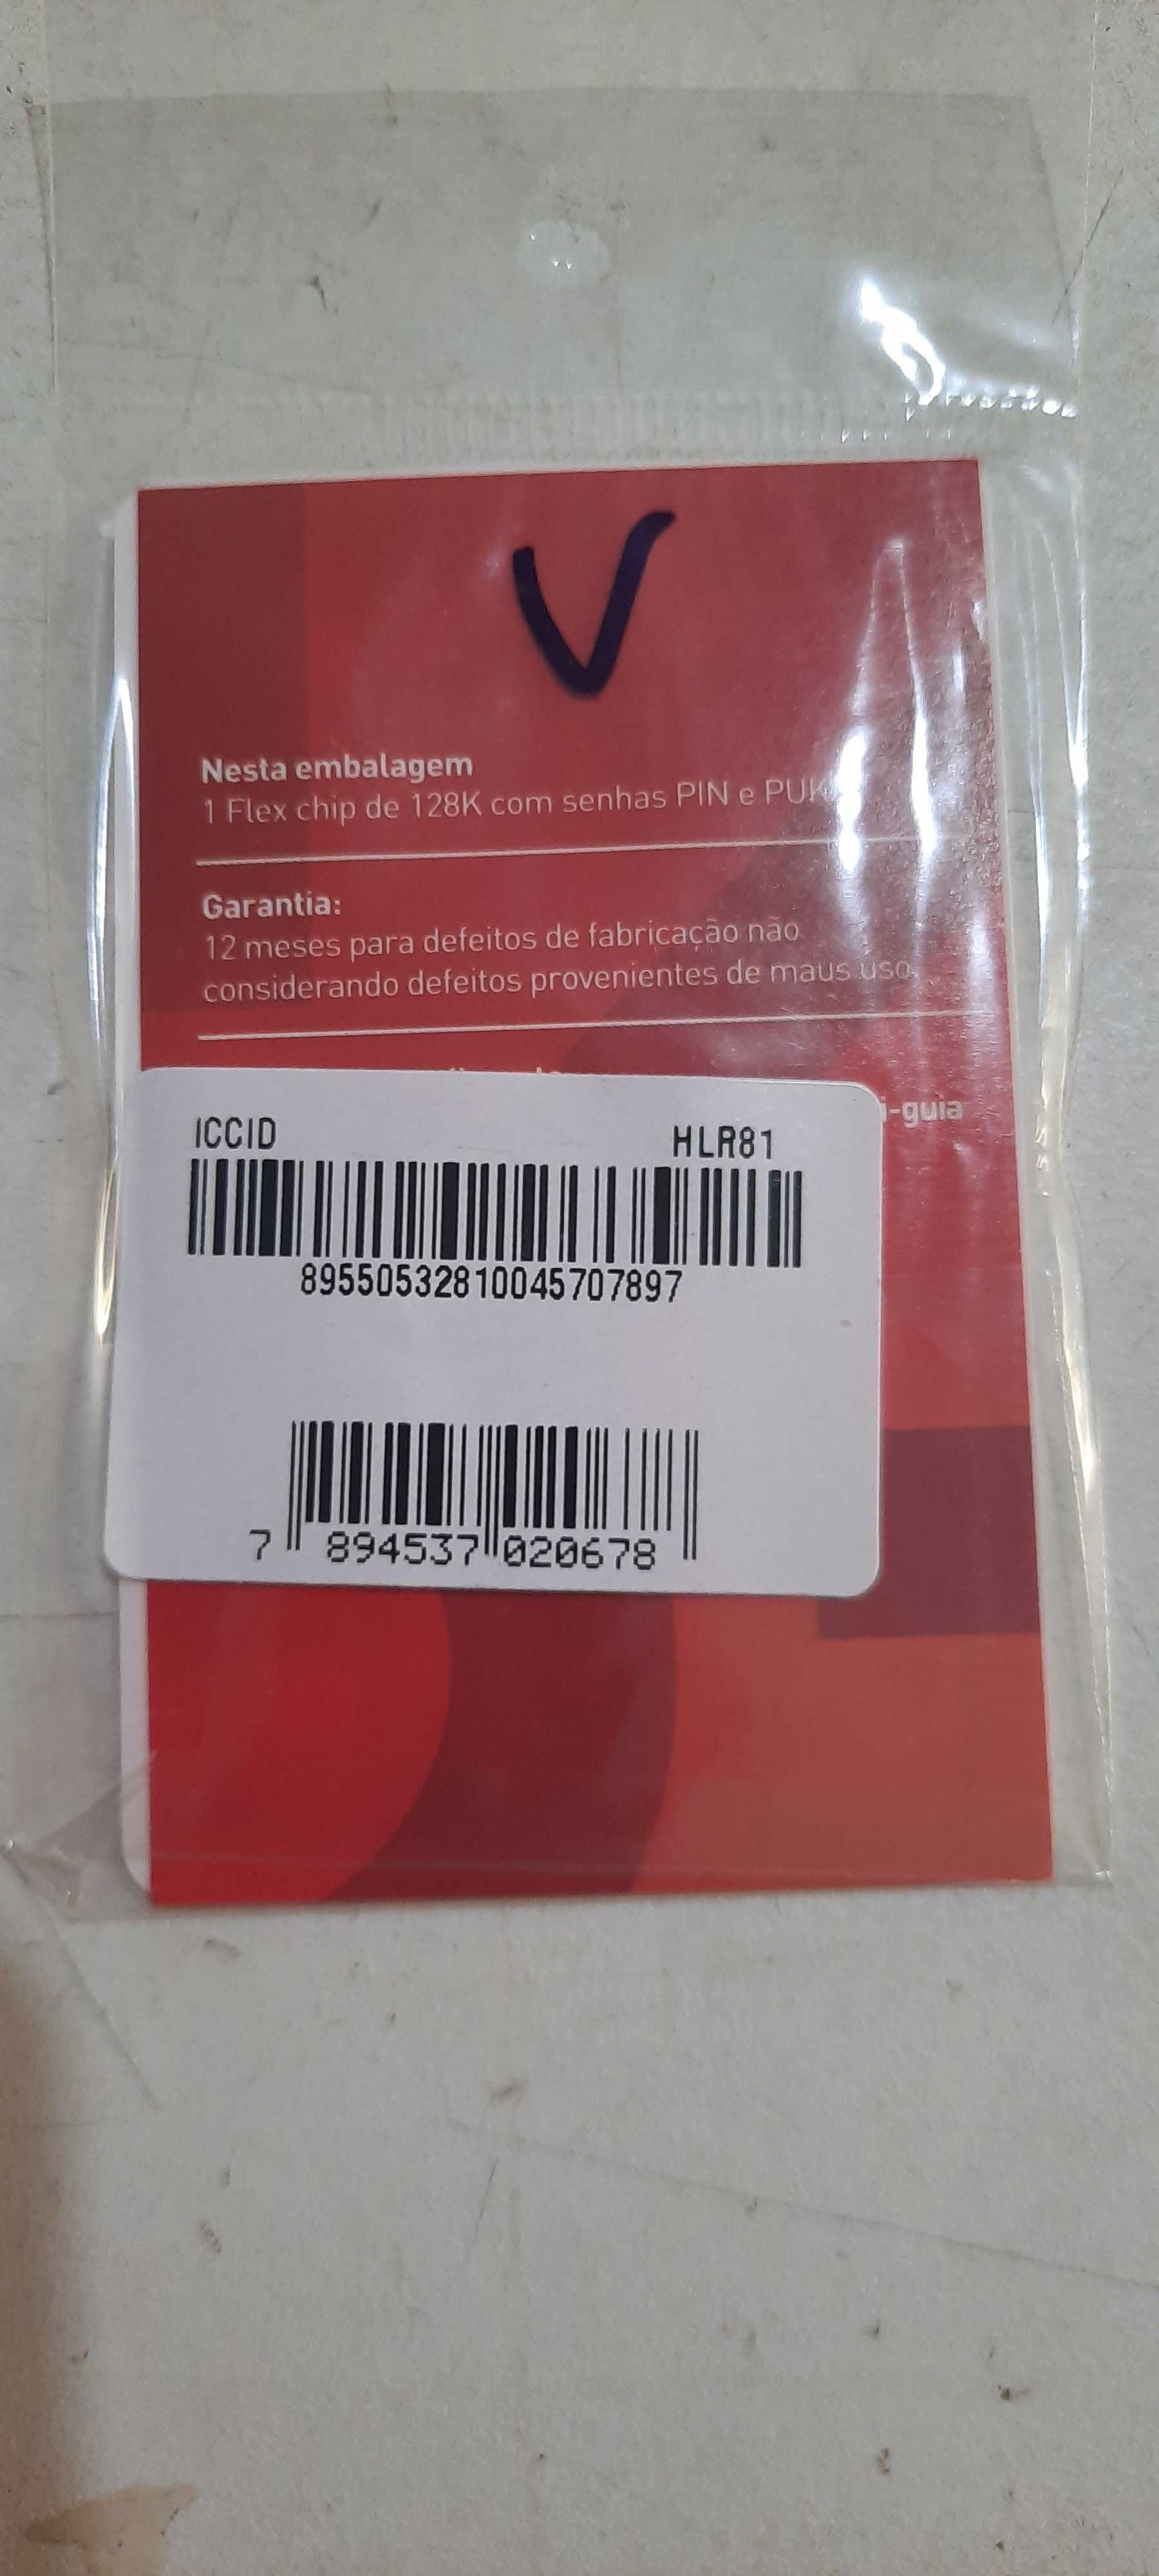 V
Nesta embalagem
1 Flex chip de 128K com senhas PIN e PUK
Garantia:
12 meses para defeitos de fabricação não
considerando defeitos provenientes de maus uso.
i-guia
ICCID HLR81
89550532810045707897
7 894537 020678